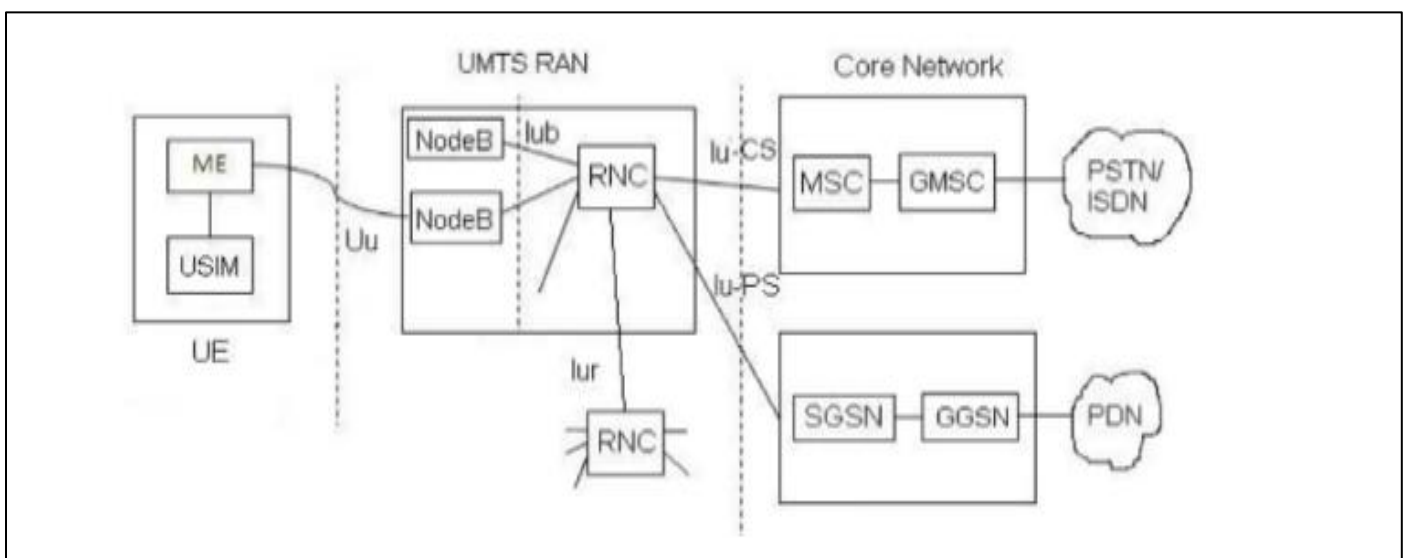 UMTS RAN
Core Network
ME
USIM
UE
Uu
NodeB
NodeB
Iub
RNC
Iur
RNC
Iu-CS
Iu-PS
MSC
GMSC
PSTN/
ISDN
SGSN
GGSN
PDN